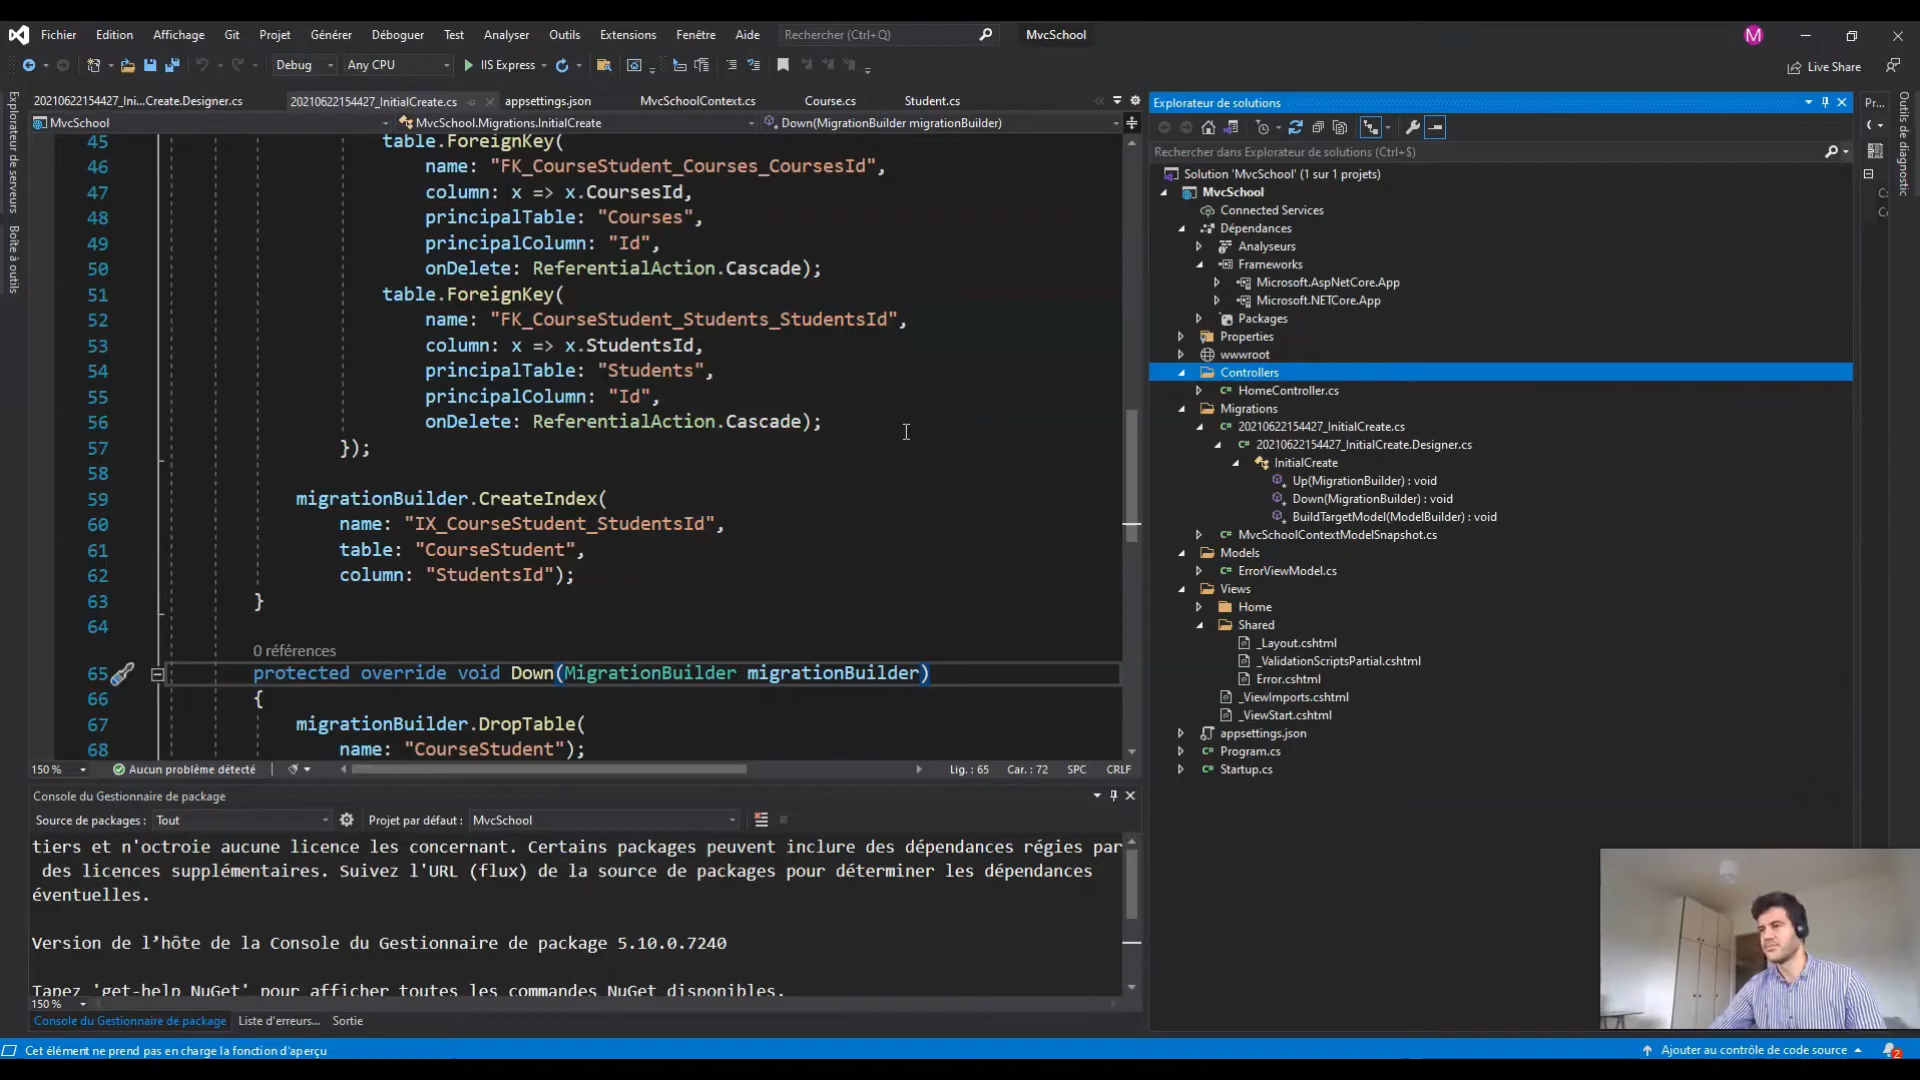 Fichier Edition Affichage Git Projet Générer Déboguer Test Analyser Outils Extensions Fenêtre Aide Rechercher (Ctrl+Q) MvcSchool M
Debug Any CPU IIS Express Live Share
20210622154427_Ini...Create.Designer.cs 20210622154427_InitialCreate.cs appsettings.json MvcSchoolContext.cs Course.cs Student.cs
MvcSchool MvcSchool.Migrations.InitialCreate Down(MigrationBuilder migrationBuilder)
Explorateur de serveurs
Boîte à outils
45 table.ForeignKey(
46 name: "FK_CourseStudent_Courses_CoursesId",
47 column: x => x.CoursesId,
48 principalTable: "Courses",
49 principalColumn: "Id",
50 onDelete: ReferentialAction.Cascade);
51 table.ForeignKey(
52 name: "FK_CourseStudent_Students_StudentsId",
53 column: x => x.StudentsId,
54 principalTable: "Students",
55 principalColumn: "Id",
56 onDelete: ReferentialAction.Cascade);
57 });
58
59 migrationBuilder.CreateIndex(
60 name: "IX_CourseStudent_StudentsId",
61 table: "CourseStudent",
62 column: "StudentsId");
63 }
64
0 références
65 protected override void Down(MigrationBuilder migrationBuilder)
66 {
67 migrationBuilder.DropTable(
68 name: "CourseStudent");
150 % Aucun problème détecté Lig. : 65 Car. : 72 SPC CRLF
Console du Gestionnaire de package
Source de packages : Tout Projet par défaut : MvcSchool
tiers et n'octroie aucune licence les concernant. Certains packages peuvent inclure des dépendances régies par
des licences supplémentaires. Suivez l'URL (flux) de la source de packages pour déterminer les dépendances
éventuelles.
Version de l’hôte de la Console du Gestionnaire de package 5.10.0.7240
Tapez 'get-help NuGet' pour afficher toutes les commandes NuGet disponibles.
150 %
Console du Gestionnaire de package Liste d'erreurs... Sortie
Explorateur de solutions
Rechercher dans Explorateur de solutions (Ctrl+$)
Solution 'MvcSchool' (1 sur 1 projets)
MvcSchool
Connected Services
Dépendances
Analyseurs
Frameworks
Microsoft.AspNetCore.App
Microsoft.NETCore.App
Packages
Properties
wwwroot
Controllers
HomeController.cs
Migrations
20210622154427_InitialCreate.cs
20210622154427_InitialCreate.Designer.cs
InitialCreate
Up(MigrationBuilder) : void
Down(MigrationBuilder) : void
BuildTargetModel(ModelBuilder) : void
MvcSchoolContextModelSnapshot.cs
Models
ErrorViewModel.cs
Views
Home
Shared
_Layout.cshtml
_ValidationScriptsPartial.cshtml
Error.cshtml
_ViewImports.cshtml
_ViewStart.cshtml
appsettings.json
Program.cs
Startup.cs
Pr...
Outils de diagnostic
Cet élément ne prend pas en charge la fonction d'aperçu Ajouter au contrôle de code source 2